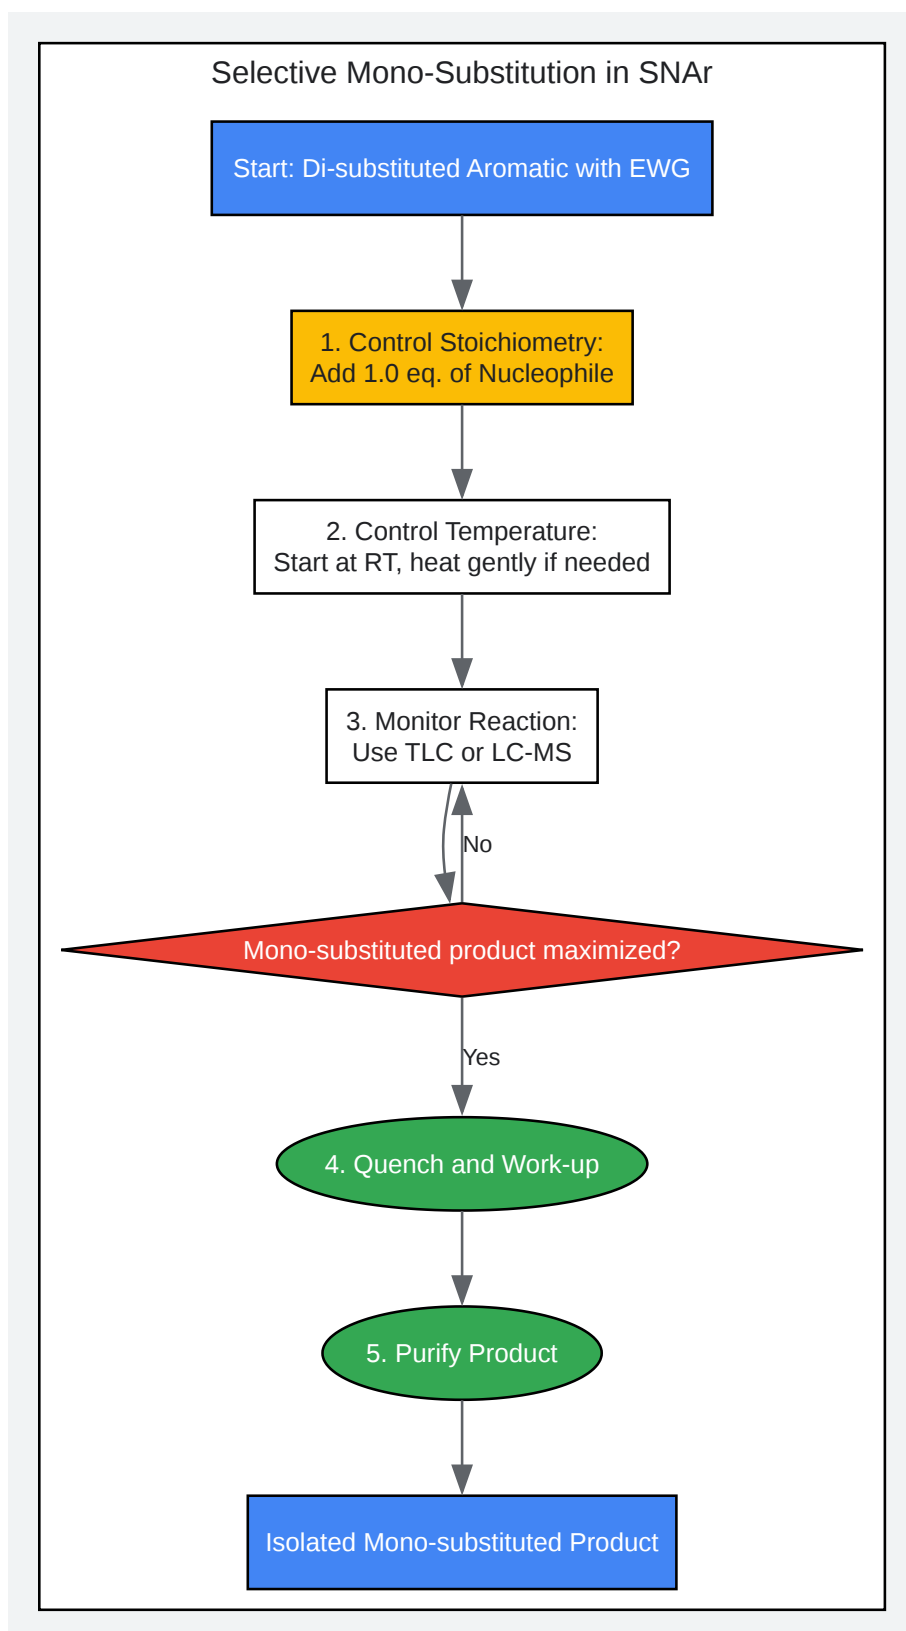 Selective Mono-Substitution in SNAr
Start: Di-substituted Aromatic with EWG
1. Control Stoichiometry:
Add 1.0 eq. of Nucleophile
2. Control Temperature:
Start at RT, heat gently if needed
3. Monitor Reaction:
Use TLC or LC-MS
No
Mono-substituted product maximized?
Yes
4. Quench and Work-up
5. Purify Product
Isolated Mono-substituted Product